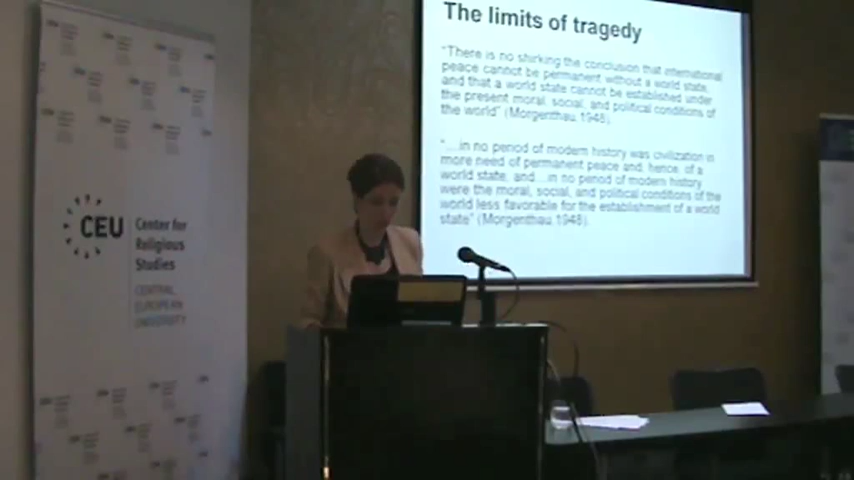 CEU
Center for
Religious
Studies
CENTRAL
EUROPEAN
UNIVERSITY
The limits of tragedy
"There is no shirking the conclusion that international
peace cannot be permanent without a world state,
and that a world state cannot be established under
the present moral, social, and political conditions of
the world" (Morgenthau, 1948).
"…in no period of modern history was civilization in
more need of permanent peace and, hence, of a
world state, and…in no period of modern history
were the moral, social, and political conditions of the
world less favorable for the establishment of a world
state" (Morgenthau, 1948).